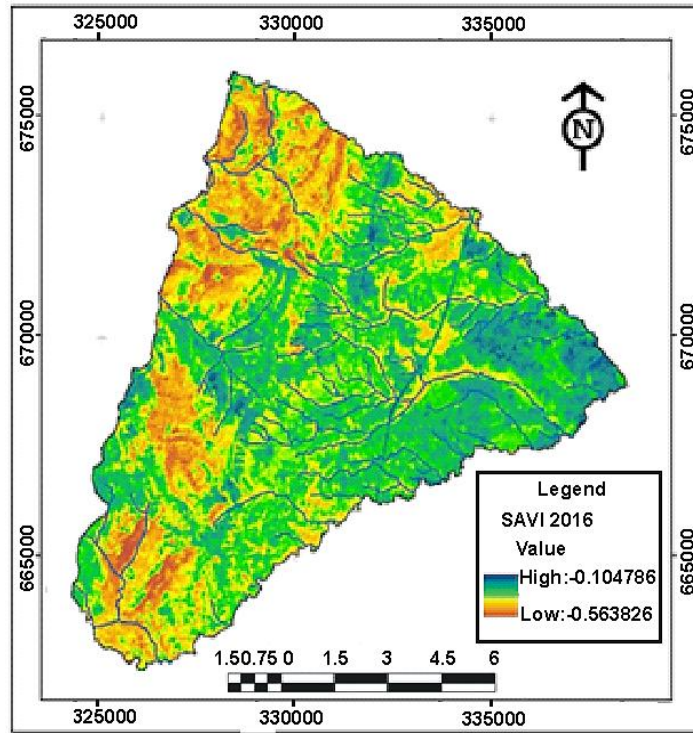 325000 330000 335000
675000 675000
N
670000 670000
665000 665000
Legend
SAVI 2016
Value
High:-0.104786
Low:-0.563826
1.50.75 0 1.5 3 4.5 6
325000 330000 335000